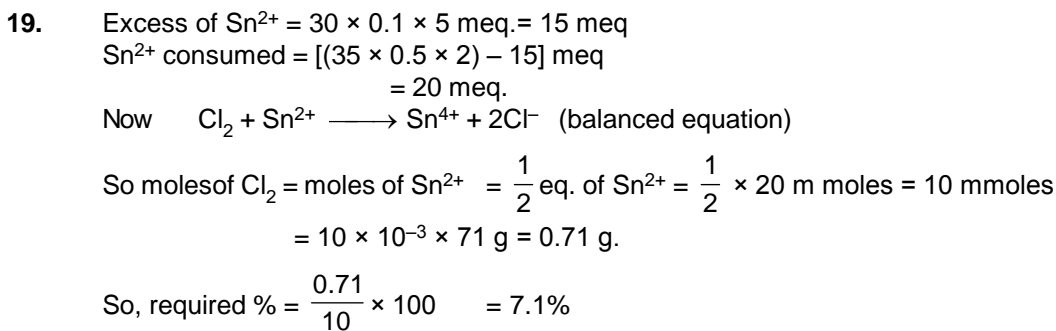 19. Excess of Sn²⁺ = 30 × 0.1 × 5 meq.= 15 meq
Sn²⁺ consumed = [(35 × 0.5 × 2) – 15] meq
= 20 meq.
Now Cl₂ + Sn²⁺ ⟶ Sn⁴⁺ + 2Cl⁻ (balanced equation)
So molesof Cl₂ = moles of Sn²⁺ = 1/2 eq. of Sn²⁺ = 1/2 × 20 m moles = 10 mmoles
= 10 × 10⁻³ × 71 g = 0.71 g.
So, required % = 0.71/10 × 100 = 7.1%